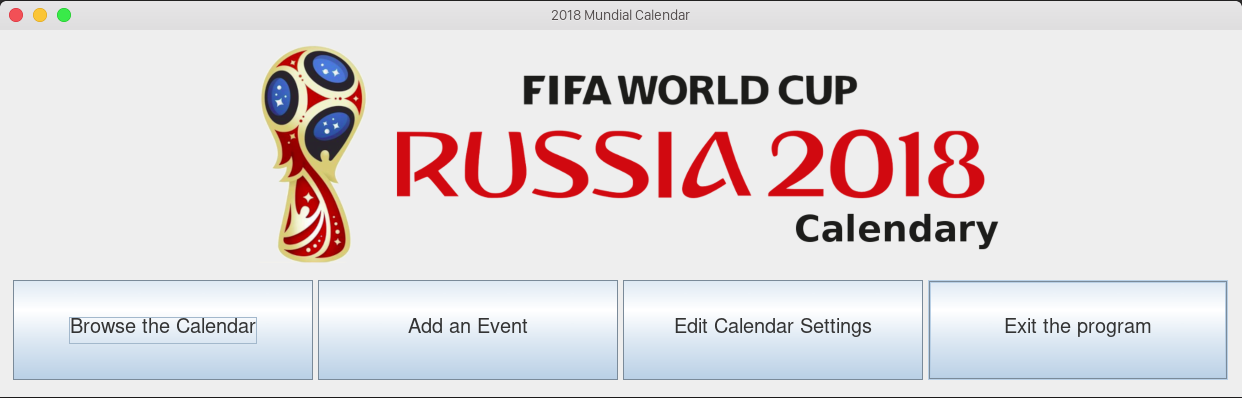 2018 Mundial Calendar
FIFA WORLD CUP
RUSSIA 2018
Calendary
Browse the Calendar
Add an Event
Edit Calendar Settings
Exit the program